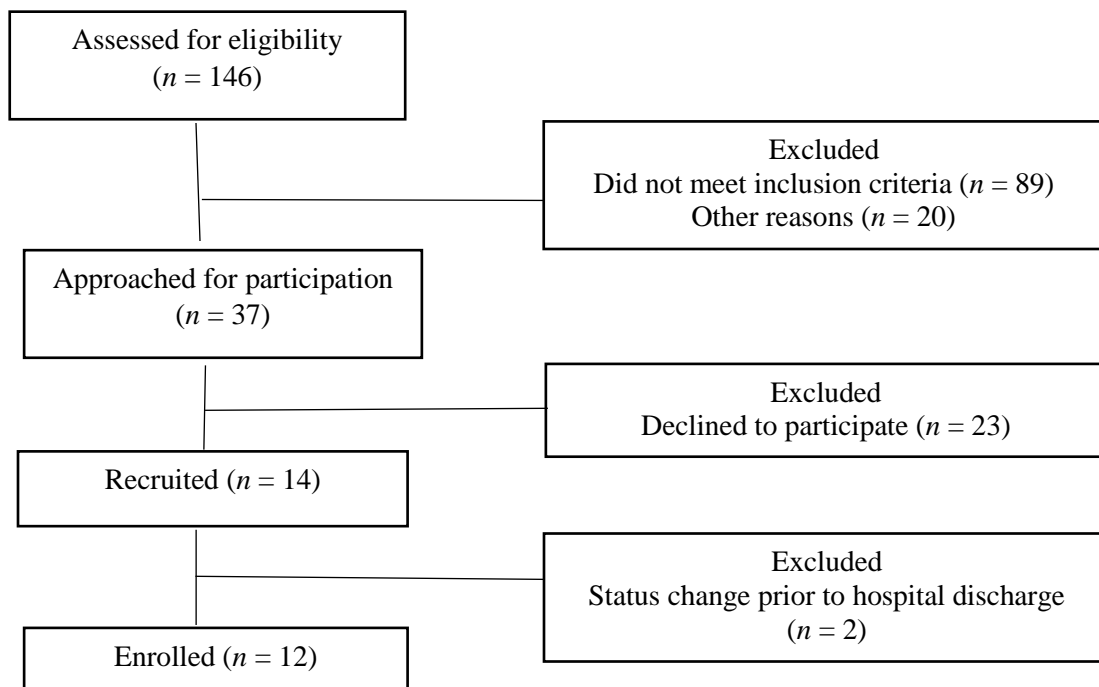 Assessed for eligibility
(n = 146)
Excluded
Did not meet inclusion criteria (n = 89)
Other reasons (n = 20)
Approached for participation
(n = 37)
Excluded
Declined to participate (n = 23)
Recruited (n = 14)
Excluded
Status change prior to hospital discharge
(n = 2)
Enrolled (n = 12)